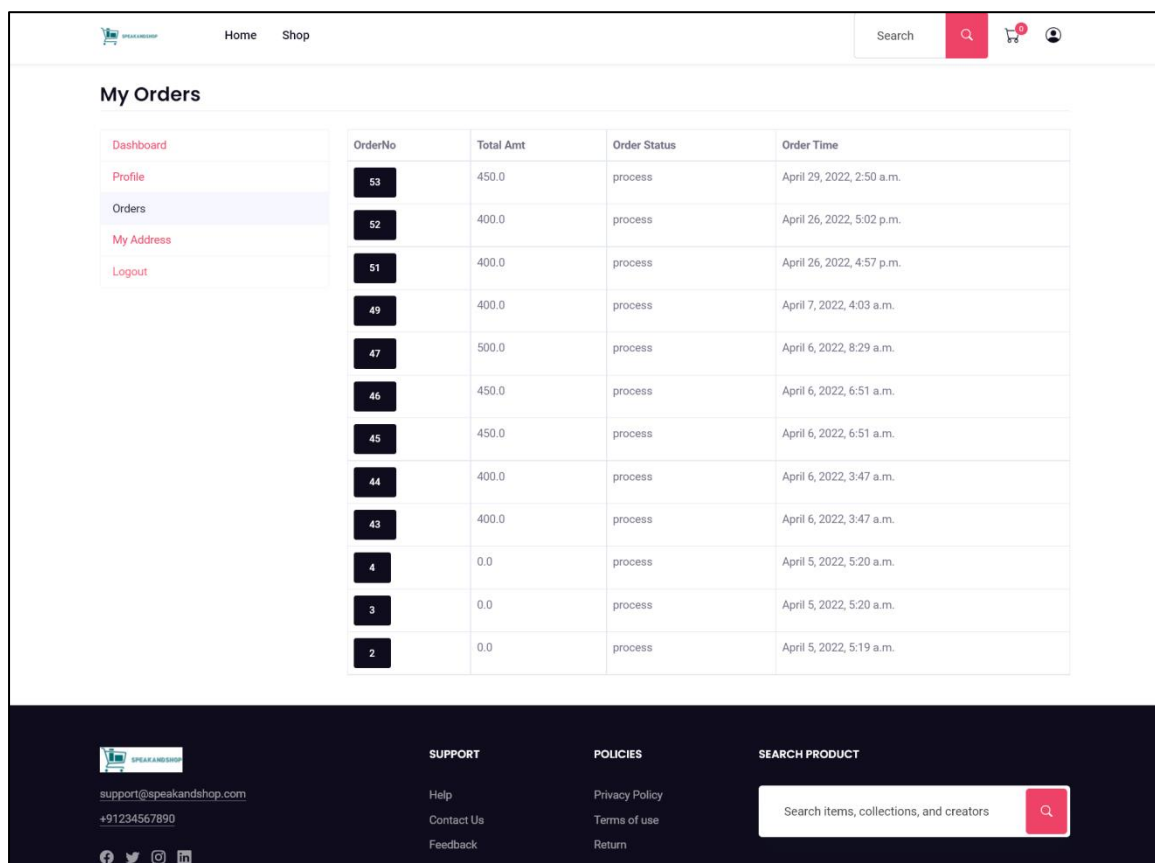 SPEAKANDSHOP
Home Shop
Search
0
My Orders
Dashboard
Profile
Orders
My Address
Logout
OrderNo Total Amt Order Status Order Time
53 450.0 process April 29, 2022, 2:50 a.m.
52 400.0 process April 26, 2022, 5:02 p.m.
51 400.0 process April 26, 2022, 4:57 p.m.
49 400.0 process April 7, 2022, 4:03 a.m.
47 500.0 process April 6, 2022, 8:29 a.m.
46 450.0 process April 6, 2022, 6:51 a.m.
45 450.0 process April 6, 2022, 6:51 a.m.
44 400.0 process April 6, 2022, 3:47 a.m.
43 400.0 process April 6, 2022, 3:47 a.m.
4 0.0 process April 5, 2022, 5:20 a.m.
3 0.0 process April 5, 2022, 5:20 a.m.
2 0.0 process April 5, 2022, 5:19 a.m.
SPEAKANDSHOP
support@speakandshop.com
+91234567890
SUPPORT
Help
Contact Us
Feedback
POLICIES
Privacy Policy
Terms of use
Return
SEARCH PRODUCT
Search items, collections, and creators